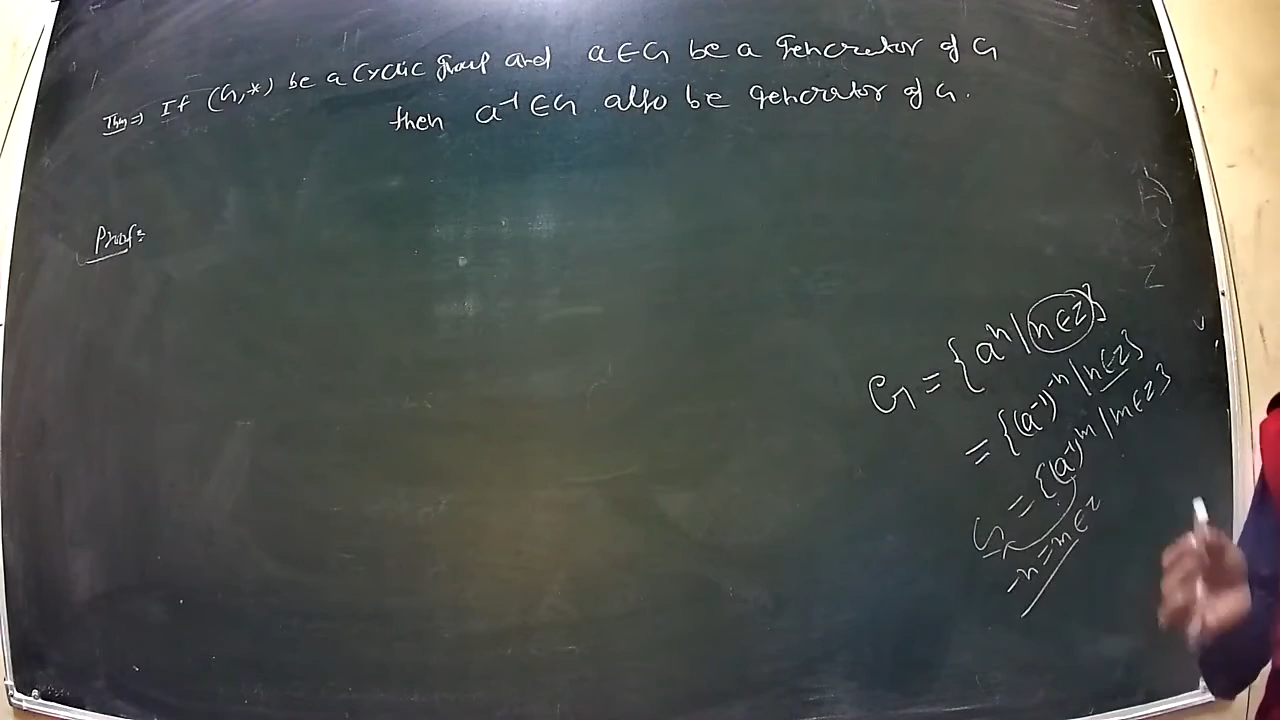 Thm=> If (G,*) be a Cyclic Group and a∈G be a Generator of G
then a⁻¹∈G also be generator of G.
Proof:
G = {aⁿ | n∈Z}
= {(a⁻¹)⁻ⁿ | n∈Z}
G = {(a⁻¹)ᵐ | m∈Z}
-n = m∈Z
Z